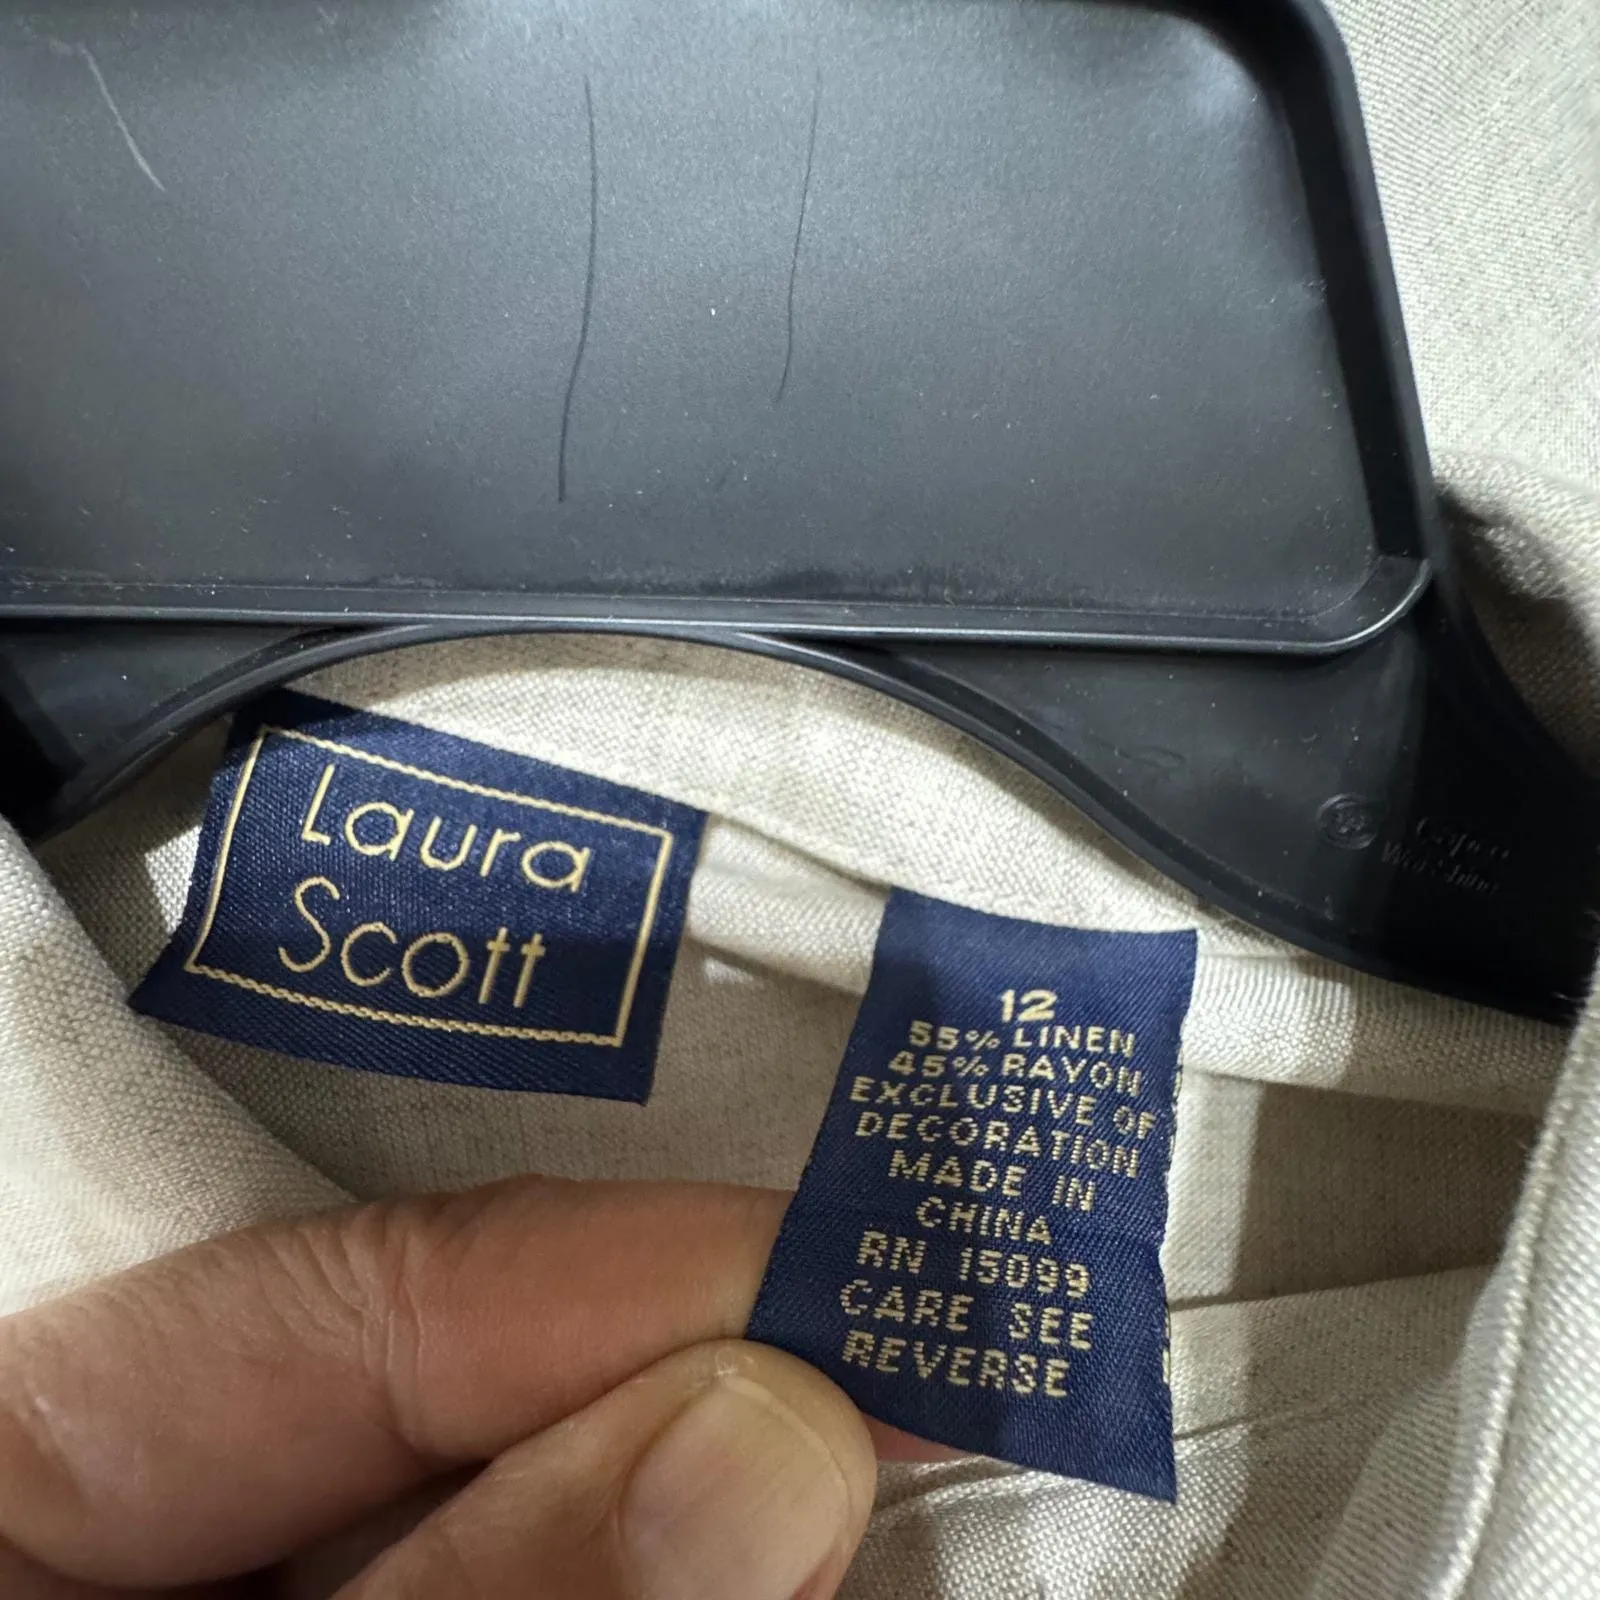 Laura
Scott
12
55% LINEN
45% RAYON
EXCLUSIVE OF
DECORATION
MADE IN
CHINA
RN 15099
CARE SEE
REVERSE